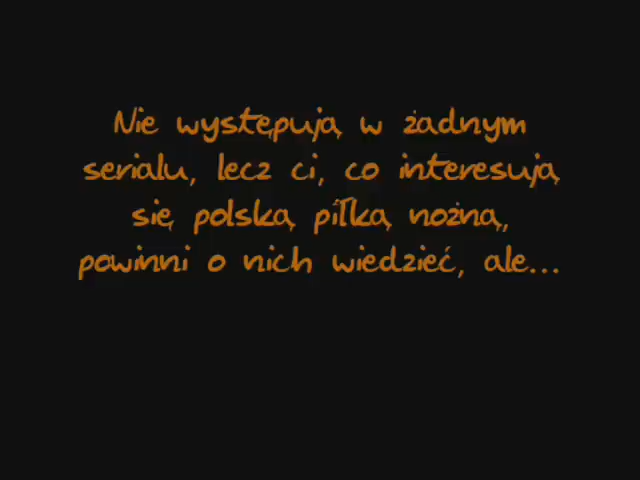 Nie występują w żadnym
serialu, lecz ci, co interesują
się polską piłką nożną,
powinni o nich wiedzieć, ale...